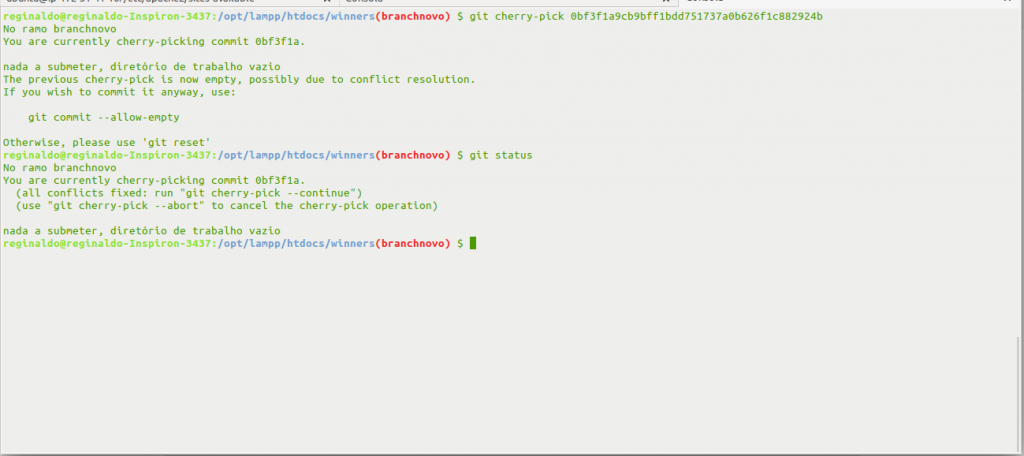 reginaldo@reginaldo-Inspiron-3437:/opt/lampp/htdocs/winners(branchnovo) $ git cherry-pick 0bf3f1a9cb9bff1bdd751737a0b626f1c882924b
No ramo branchnovo
You are currently cherry-picking commit 0bf3f1a.
nada a submeter, diretório de trabalho vazio
The previous cherry-pick is now empty, possibly due to conflict resolution.
If you wish to commit it anyway, use:
git commit --allow-empty
Otherwise, please use 'git reset'
reginaldo@reginaldo-Inspiron-3437:/opt/lampp/htdocs/winners(branchnovo) $ git status
No ramo branchnovo
You are currently cherry-picking commit 0bf3f1a.
(all conflicts fixed: run "git cherry-pick --continue")
(use "git cherry-pick --abort" to cancel the cherry-pick operation)
nada a submeter, diretório de trabalho vazio
reginaldo@reginaldo-Inspiron-3437:/opt/lampp/htdocs/winners(branchnovo) $